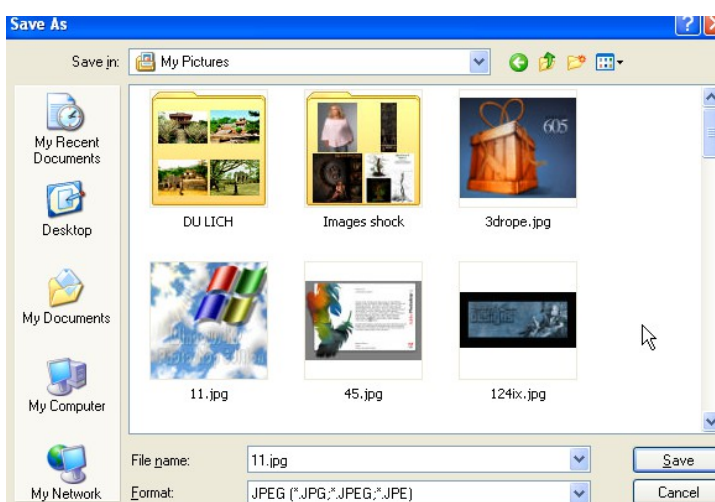 Save As
Save in:
My Pictures
My Recent
Documents
Desktop
My Documents
My Computer
My Network
DU LICH
Images shock
3drope.jpg
605
11.jpg
45.jpg
124ix.jpg
File name:
11.jpg
Save
Format:
JPEG (*.JPG;*.JPEG;*.JPE)
Cancel